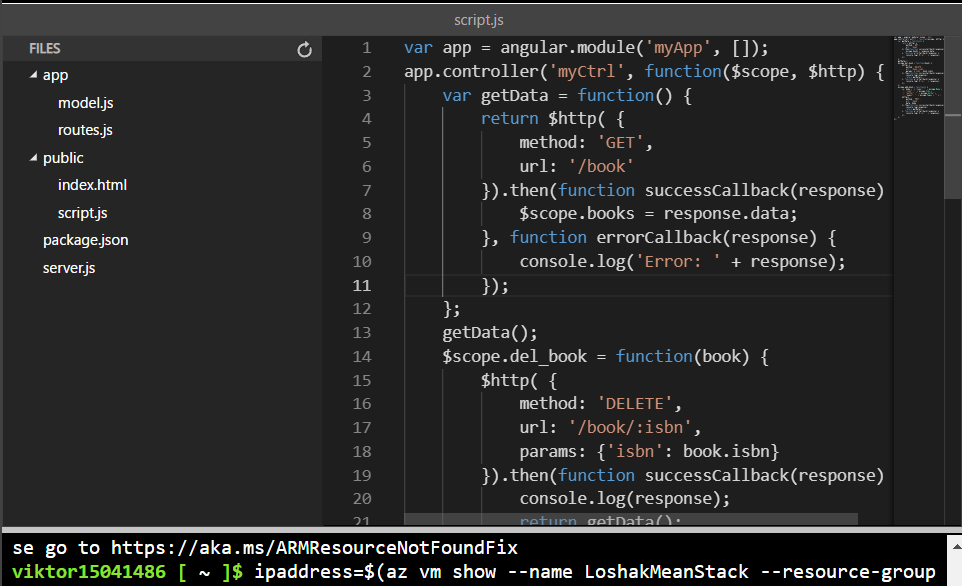 script.js
FILES
app
model.js
routes.js
public
index.html
script.js
package.json
server.js
1 var app = angular.module('myApp', []);
2 app.controller('myCtrl', function($scope, $http) {
3 var getData = function() {
4 return $http( {
5 method: 'GET',
6 url: '/book'
7 }).then(function successCallback(response)
8 $scope.books = response.data;
9 }, function errorCallback(response) {
10 console.log('Error: ' + response);
11 });
12 };
13 getData();
14 $scope.del_book = function(book) {
15 $http( {
16 method: 'DELETE',
17 url: '/book/:isbn',
18 params: {'isbn': book.isbn}
19 }).then(function successCallback(response)
20 console.log(response);
21 return getData();
se go to https://aka.ms/ARMResourceNotFoundFix
viktor15041486 [ ~ ]$ ipaddress=$(az vm show --name LoshakMeanStack --resource-group